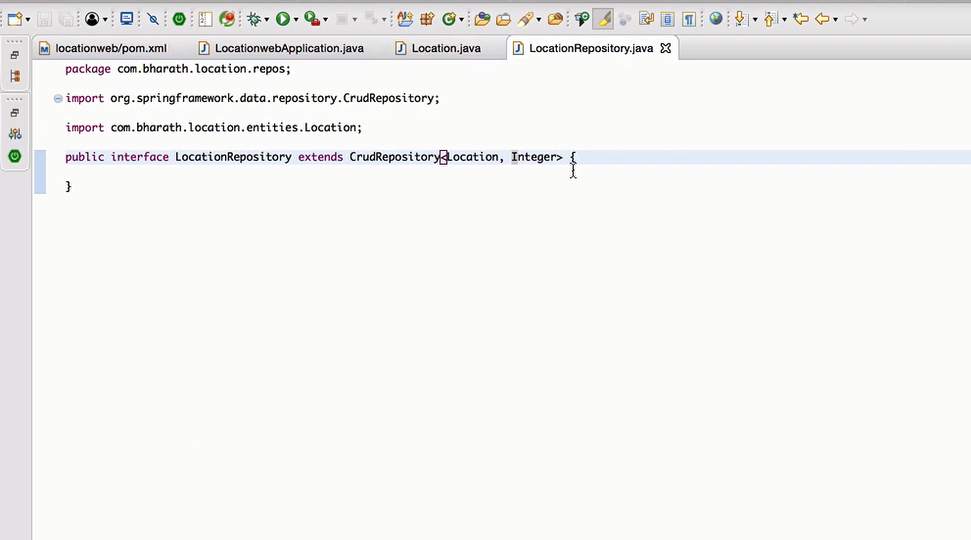 locationweb/pom.xml
LocationwebApplication.java
Location.java
LocationRepository.java
package com.bharath.location.repos;
import org.springframework.data.repository.CrudRepository;
import com.bharath.location.entities.Location;
public interface LocationRepository extends CrudRepository<Location, Integer> {
}